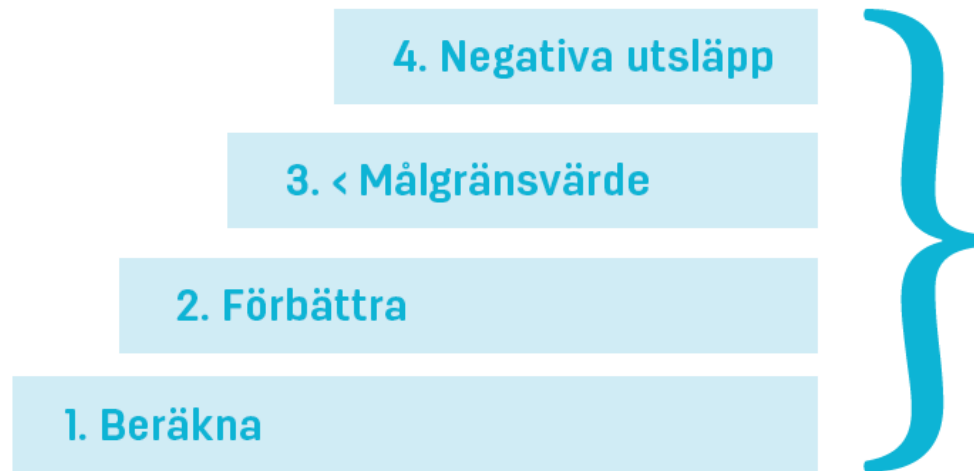 4. Negativa utsläpp
3. < Målgränsvärde
2. Förbättra
1. Beräkna